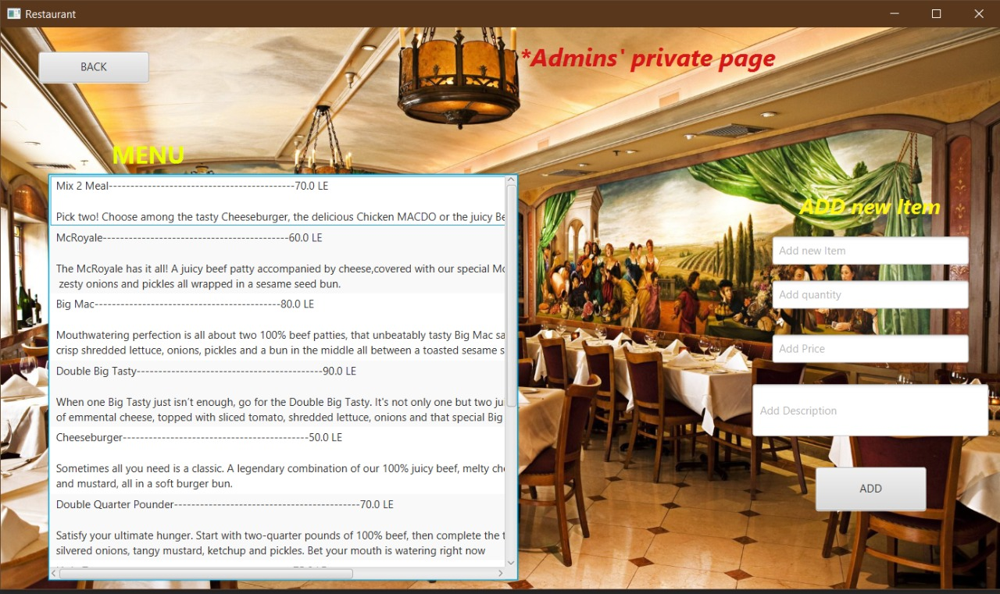 Restaurant
BACK
*Admins' private page
MENU
Mix 2 Meal------------------------------------------70.0 LE
Pick two! Choose among the tasty Cheeseburger, the delicious Chicken MACDO or the juicy Be
McRoyale------------------------------------------60.0 LE
The McRoyale has it all! A juicy beef patty accompanied by cheese,covered with our special Mc
zesty onions and pickles all wrapped in a sesame seed bun.
Big Mac------------------------------------------80.0 LE
Mouthwatering perfection is all about two 100% beef patties, that unbeatably tasty Big Mac sa
crisp shredded lettuce, onions, pickles and a bun in the middle all between a toasted sesame s
Double Big Tasty------------------------------------------90.0 LE
When one Big Tasty just isn’t enough, go for the Double Big Tasty. It's not only one but two ju
of emmental cheese, topped with sliced tomato, shredded lettuce, onions and that special Big
Cheeseburger------------------------------------------50.0 LE
Sometimes all you need is a classic. A legendary combination of our 100% juicy beef, melty che
and mustard, all in a soft burger bun.
Double Quarter Pounder------------------------------------------70.0 LE
Satisfy your ultimate hunger. Start with two-quarter pounds of 100% beef, then complete the t
silvered onions, tangy mustard, ketchup and pickles. Bet your mouth is watering right now
ADD new Item
Add new Item
Add quantity
Add Price
Add Description
ADD